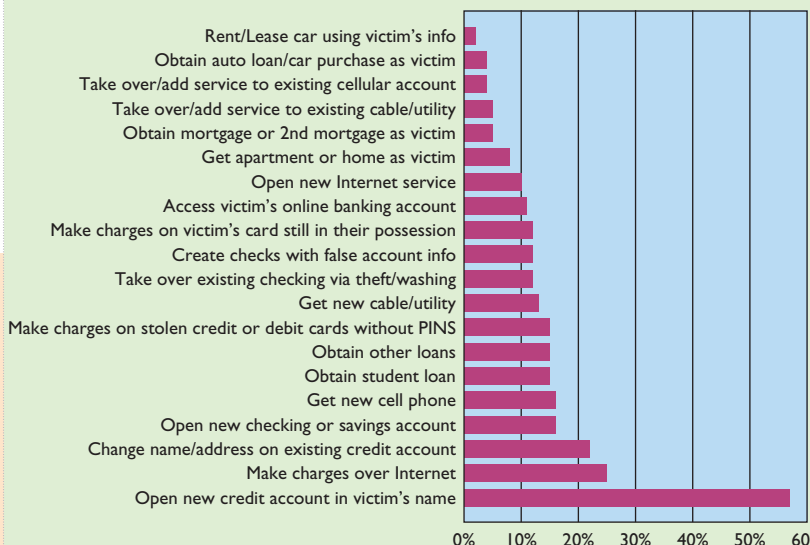 Rent/Lease car using victim's info
Obtain auto loan/car purchase as victim
Take over/add service to existing cellular account
Take over/add service to existing cable/utility
Obtain mortgage or 2nd mortgage as victim
Get apartment or home as victim
Open new Internet service
Access victim's online banking account
Make charges on victim's card still in their possession
Create checks with false account info
Take over existing checking via theft/washing
Get new cable/utility
Make charges on stolen credit or debit cards without PINS
Obtain other loans
Obtain student loan
Get new cell phone
Open new checking or savings account
Change name/address on existing credit account
Make charges over Internet
Open new credit account in victim's name
0% 10% 20% 30% 40% 50% 60